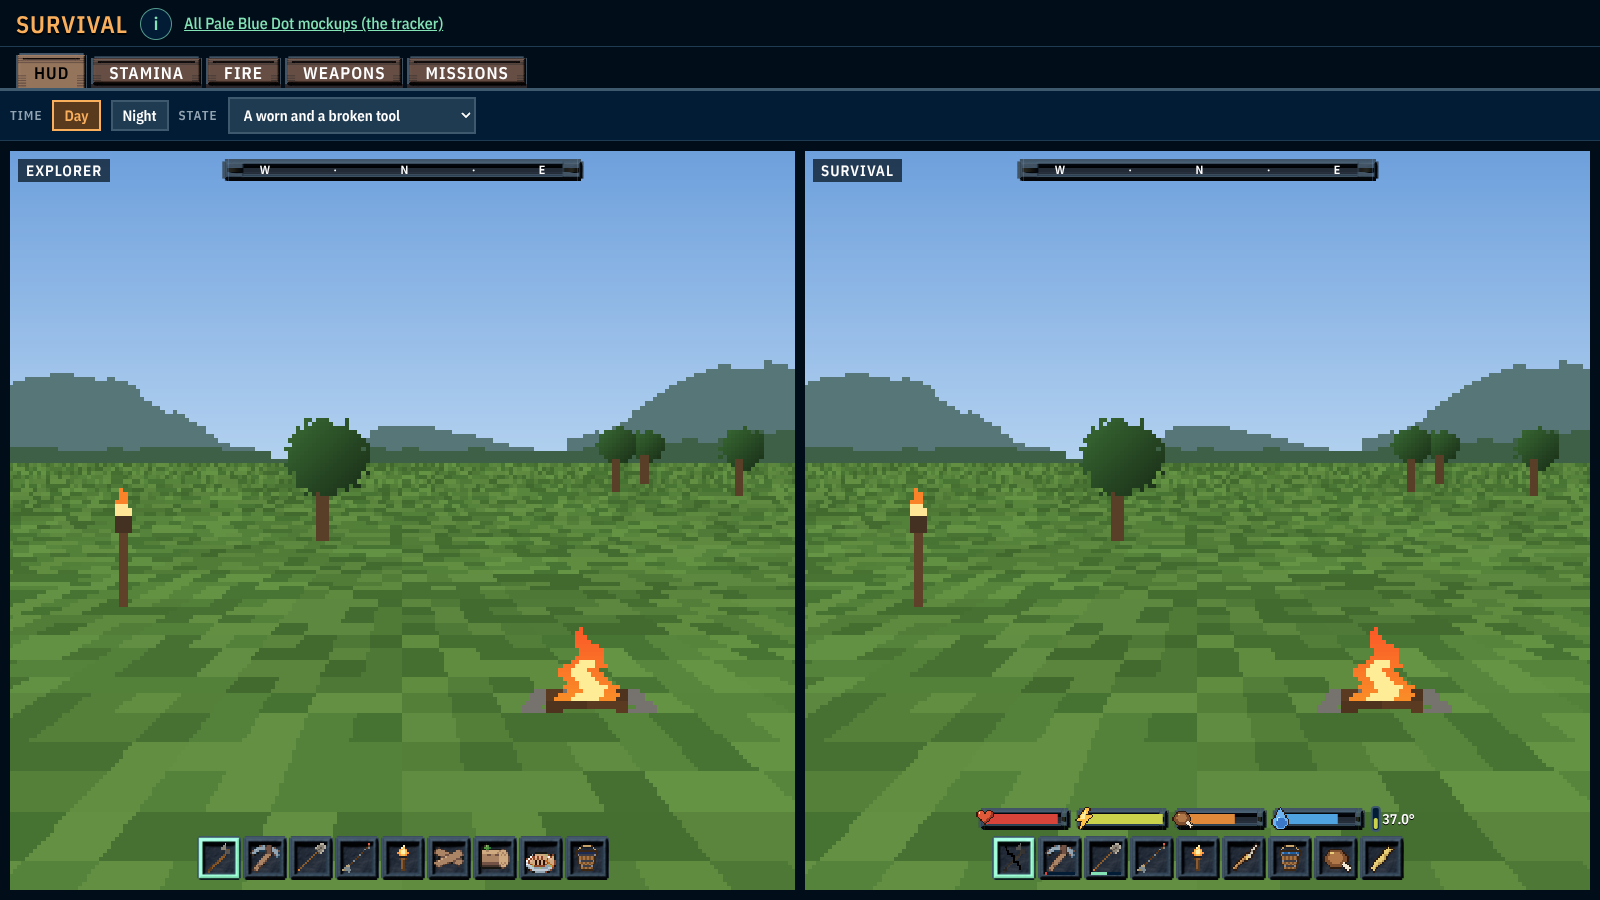 SURVIVAL i All Pale Blue Dot mockups (the tracker)
HUD STAMINA FIRE WEAPONS MISSIONS
TIME Day Night STATE A worn and a broken tool
EXPLORER W · N · E
SURVIVAL W · N · E
37.0°